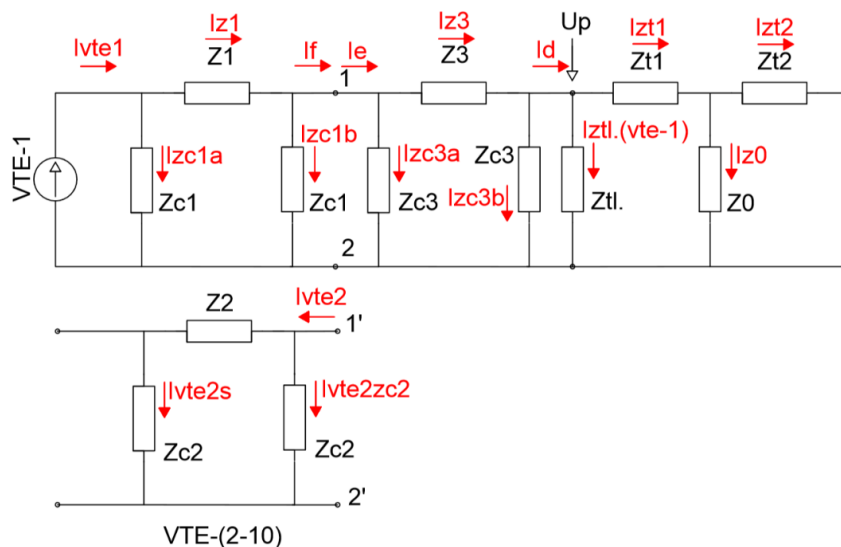 Iz1
Iz3
Up
Izt1
Izt2
Ivte1
If
Ie
Id
Z1
1
Z3
Zt1
Zt2
VTE-1
Izc1a
Izc1b
Izc3a
Zc3
Iztl.(vte-1)
Iz0
Zc1
Zc1
Zc3
Izc3b
Ztl.
Z0
2
Z2
Ivte2
1'
Ivte2s
Ivte2zc2
Zc2
Zc2
2'
VTE-(2-10)